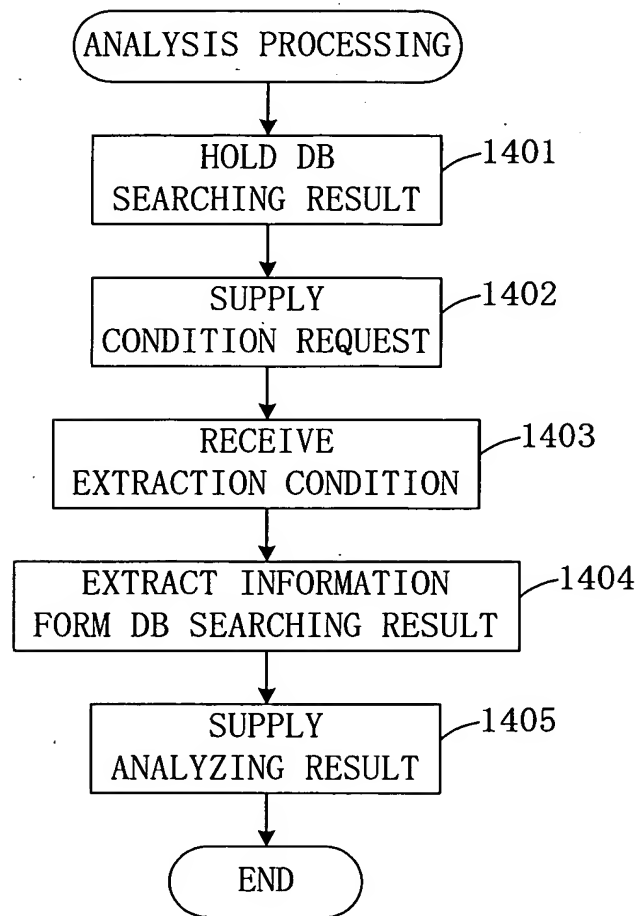 ANALYSIS PROCESSING
HOLD DB
SEARCHING RESULT
1401
SUPPLY
CONDITION REQUEST
1402
RECEIVE
EXTRACTION CONDITION
1403
EXTRACT INFORMATION
FORM DB SEARCHING RESULT
1404
SUPPLY
ANALYZING RESULT
1405
END